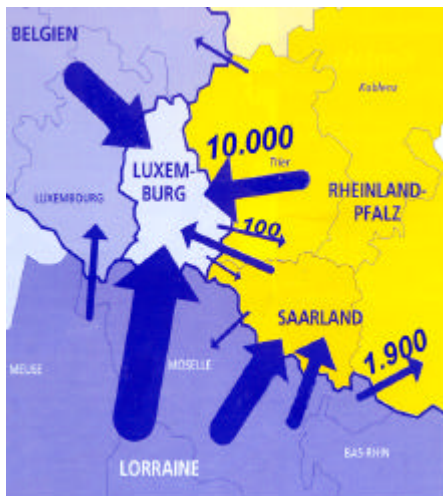 BELGIEN
Koblenz
10.000
Trier
LUXEM-
BURG
RHEINLAND-
PFALZ
LUXEMBOURG
100
SAARLAND
1.900
MEUSE
MOSELLE
BAS-RHIN
LORRAINE